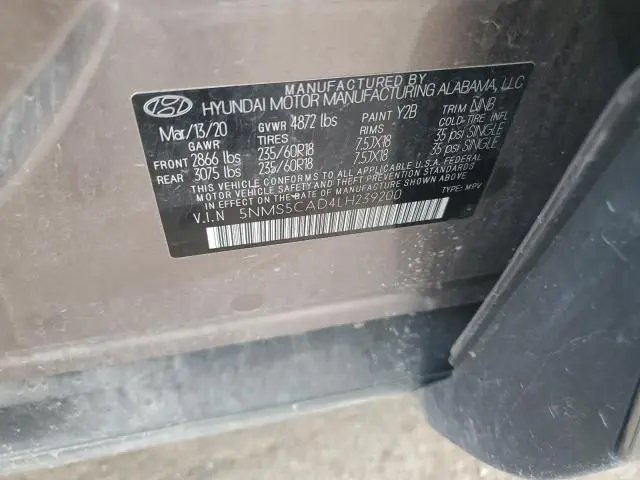 MANUFACTURED BY
HYUNDAI MOTOR MANUFACTURING ALABAMA, LLC
Mar/13/20 GVWR 4872 lbs PAINT Y2B TRIM
GAWR TIRES RIMS COLD-TIRE INFL
FRONT 2866 lbs 235/60R18 7.5JX18 35 psi SINGLE
REAR 3075 lbs 235/60R18 7.5JX18 35 psi SINGLE
THIS VEHICLE CONFORMS TO ALL APPLICABLE U.S. FEDERAL
MOTOR VEHICLE SAFETY, BUMPER, AND THEFT PREVENTION STANDARDS
IN EFFECT ON THE DATE OF MANUFACTURE SHOWN ABOVE.
V.I.N 5NMS5CAD4LH239200 TYPE: MPV